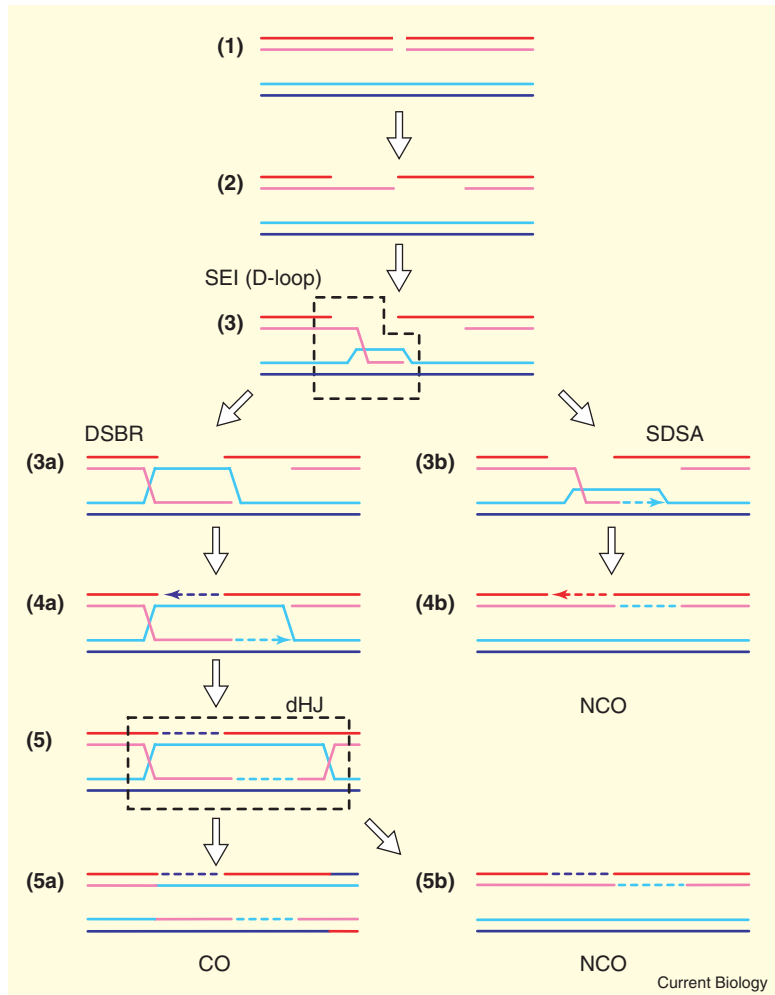 (1)
(2)
SEI (D-loop)
(3)
DSBR
SDSA
(3a)
(3b)
(4a)
(4b)
dHJ
NCO
(5)
(5a)
(5b)
CO
NCO
Current Biology